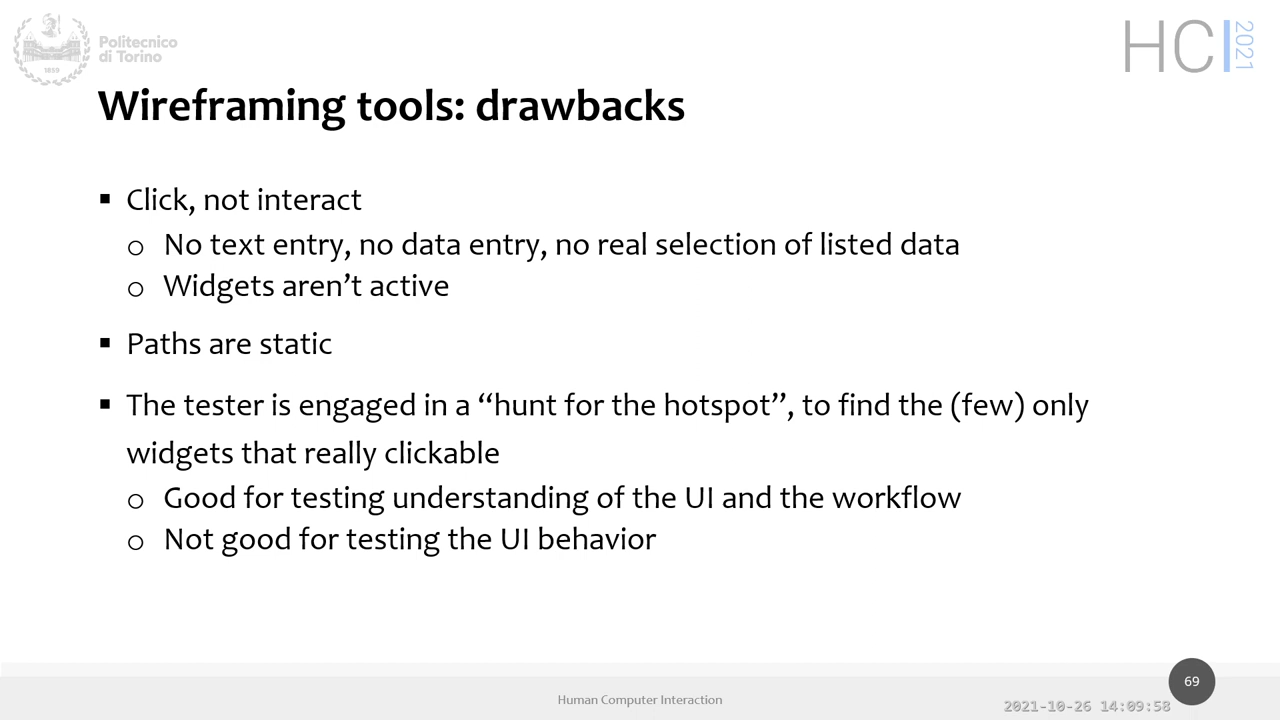 Politecnico
di Torino
1859
HCI
2021
Wireframing tools: drawbacks
▪ Click, not interact
o No text entry, no data entry, no real selection of listed data
o Widgets aren’t active
▪ Paths are static
▪ The tester is engaged in a “hunt for the hotspot”, to find the (few) only
widgets that really clickable
o Good for testing understanding of the UI and the workflow
o Not good for testing the UI behavior
69
Human Computer Interaction
2021-10-26 14:09:58